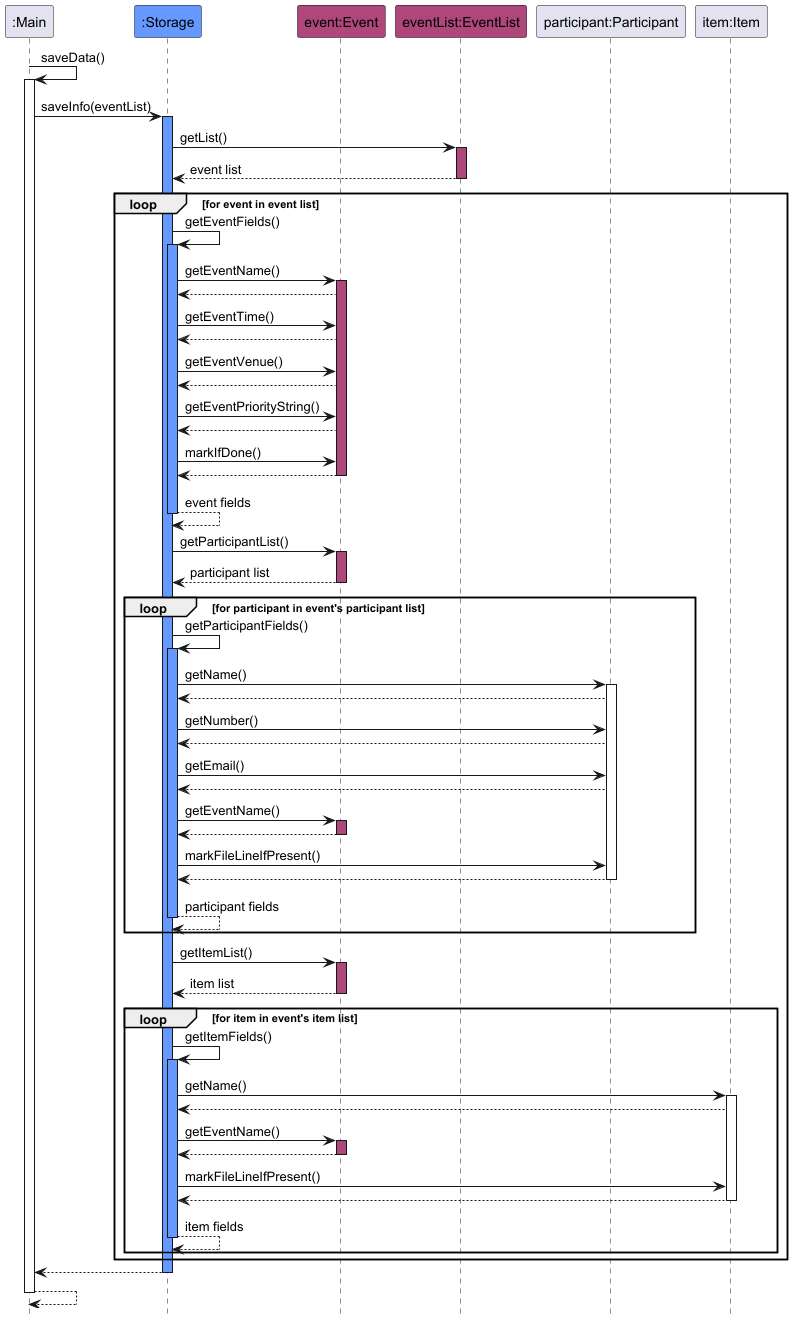 :Main
:Storage
event:Event
eventList:EventList
participant:Participant
item:Item
saveData()
saveInfo(eventList)
getList()
event list
loop
[for event in event list]
getEventFields()
getEventName()
getEventTime()
getEventVenue()
getEventPriorityString()
markIfDone()
event fields
getParticipantList()
participant list
loop
[for participant in event's participant list]
getParticipantFields()
getName()
getNumber()
getEmail()
getEventName()
markFileLineIfPresent()
participant fields
getItemList()
item list
loop
[for item in event's item list]
getItemFields()
getName()
getEventName()
markFileLineIfPresent()
item fields